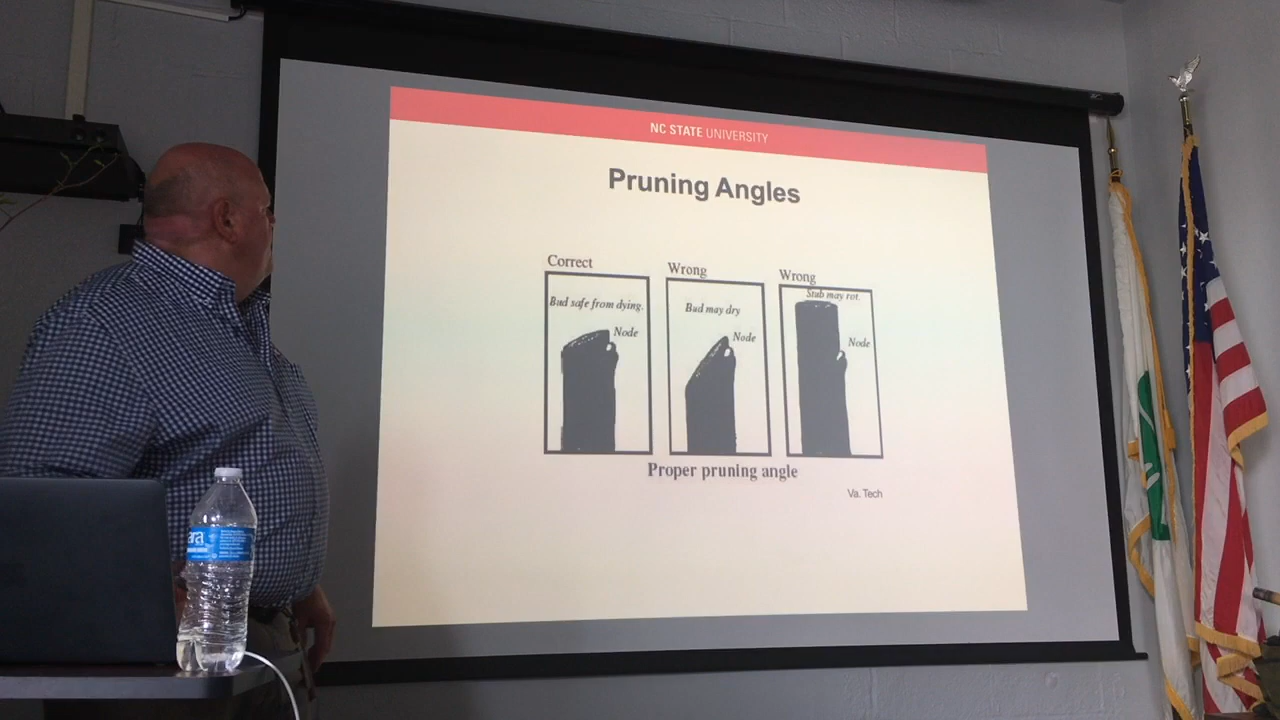 NC STATE UNIVERSITY
Pruning Angles
Correct
Bud safe from dying.
Node
Wrong
Bud may dry
Node
Wrong
Stub may rot.
Node
Proper pruning angle
Va. Tech
ara